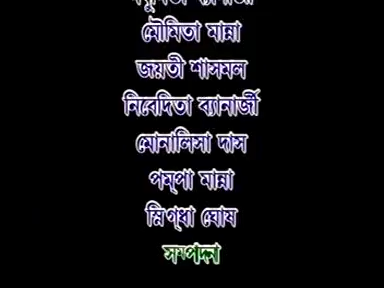 মৌমিতা মান্না
জয়তী শাসমল
নিবেদিতা ব্যানার্জী
মোনালিসা দাস
পম্পা মান্না
স্নিগ্ধা ঘোষ
সম্পাদনা